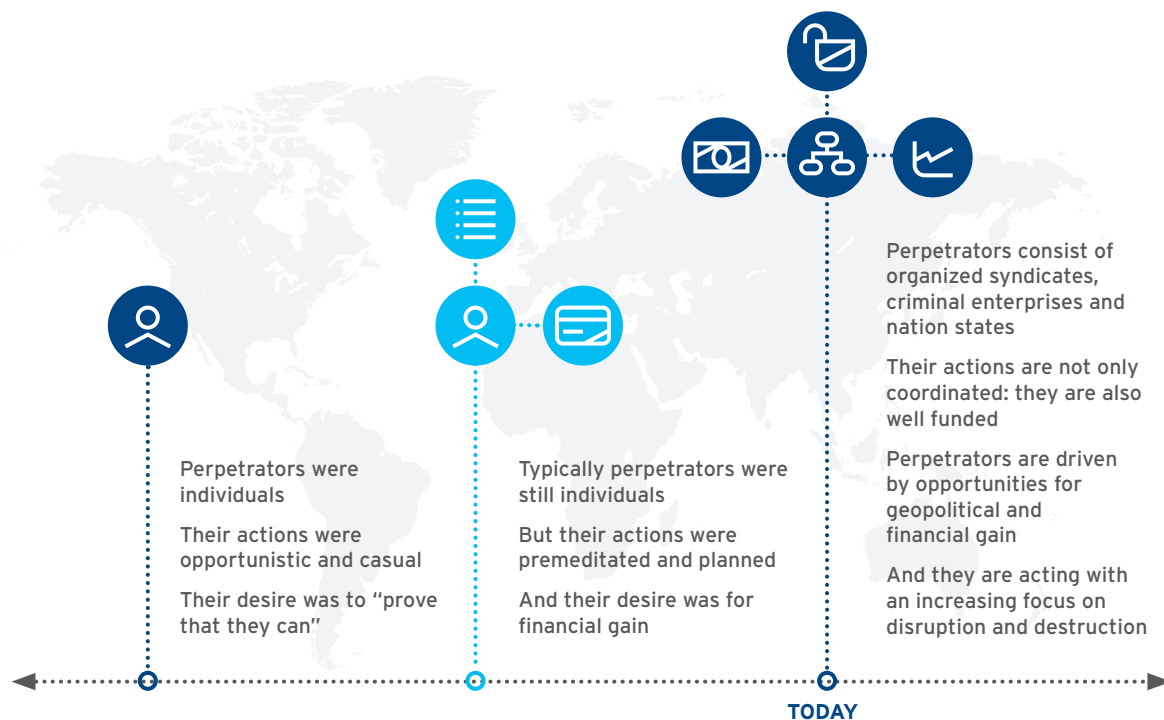 Perpetrators were
individuals
Their actions were
opportunistic and casual
Their desire was to “prove
that they can”
Typically perpetrators were
still individuals
But their actions were
premeditated and planned
And their desire was for
financial gain
Perpetrators consist of
organized syndicates,
criminal enterprises and
nation states
Their actions are not only
coordinated: they are also
well funded
Perpetrators are driven
by opportunities for
geopolitical and
financial gain
And they are acting with
an increasing focus on
disruption and destruction
TODAY